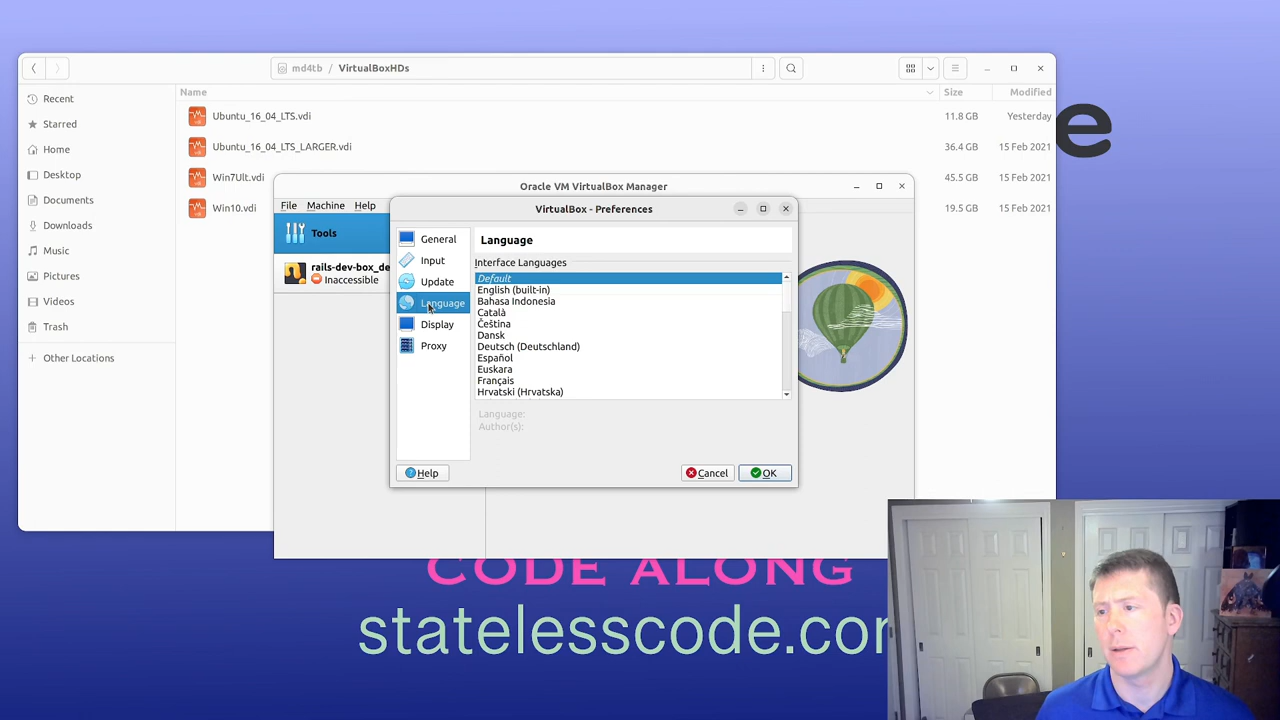 md4tb / VirtualBoxHDs
Name
Size
Modified
Recent
Starred
Home
Desktop
Documents
Downloads
Music
Pictures
Videos
Trash
Other Locations
Ubuntu_16_04_LTS.vdi
11.8 GB
Yesterday
Ubuntu_16_04_LTS_LARGER.vdi
36.4 GB
15 Feb 2021
Win7Ult.vdi
45.5 GB
15 Feb 2021
Win10.vdi
19.5 GB
15 Feb 2021
e
Oracle VM VirtualBox Manager
File Machine Help
Tools
rails-dev-box_de
Inaccessible
VirtualBox - Preferences
General
Input
Update
Language
Display
Proxy
Language
Interface Languages
Default
English (built-in)
Bahasa Indonesia
Català
Čeština
Dansk
Deutsch (Deutschland)
Español
Euskara
Français
Hrvatski (Hrvatska)
Language:
Author(s):
Help
Cancel
OK
CODE ALONG
statelesscode.co